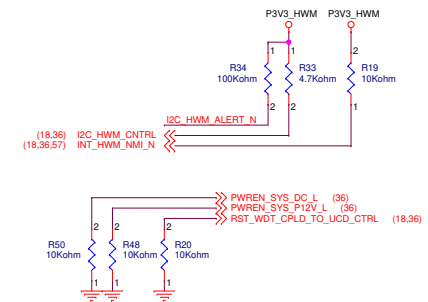 P3V3_HWM P3V3_HWM
1 1 2
R34 100Kohm
R33 4.7Kohm
R19 10Kohm
2 2 1
I2C_HWM_ALERT_N
(18,36) I2C_HWM_CNTRL
(18,36,57) INT_HWM_NMI_N
PWREN_SYS_DC_L (36)
PWREN_SYS_P12V_L (36)
RST_WDT_CPLD_TO_UCD_CTRL (18,36)
2 2 2
R50 10Kohm
R48 10Kohm
R20 10Kohm
1 1 1